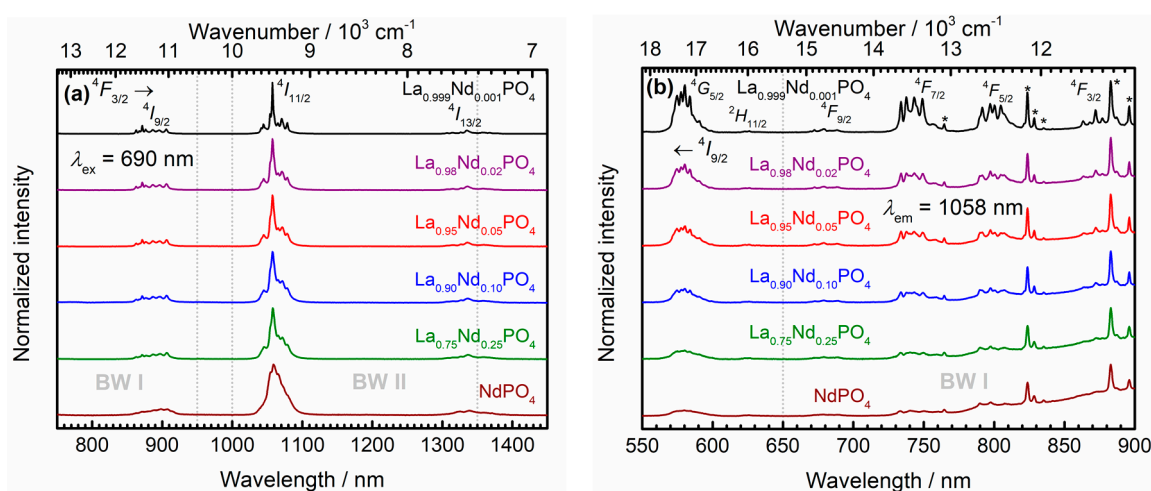 Wavenumber / 10³ cm⁻¹
13 12 11 10 9 8 7
(a) ⁴F₃/₂ → ⁴I₁₁/₂ La₀.₉₉₉Nd₀.₀₀₁PO₄
⁴I₉/₂ ⁴I₁₃/₂
λex = 690 nm
La₀.₉₈Nd₀.₀₂PO₄
La₀.₉₅Nd₀.₀₅PO₄
La₀.₉₀Nd₀.₁₀PO₄
La₀.₇₅Nd₀.₂₅PO₄
BW I BW II
NdPO₄
Normalized intensity
800 900 1000 1100 1200 1300 1400
Wavelength / nm
Wavenumber / 10³ cm⁻¹
18 17 16 15 14 13 12
(b) ⁴G₅/₂ La₀.₉₉₉Nd₀.₀₀₁PO₄ ⁴F₇/₂ ⁴F₅/₂ ⁴F₃/₂ *
²H₁₁/₂ ⁴F₉/₂ * * * * *
← ⁴I₉/₂
La₀.₉₈Nd₀.₀₂PO₄
λem = 1058 nm
La₀.₉₅Nd₀.₀₅PO₄
La₀.₉₀Nd₀.₁₀PO₄
La₀.₇₅Nd₀.₂₅PO₄
BW I
NdPO₄
Normalized intensity
550 600 650 700 750 800 850 900
Wavelength / nm